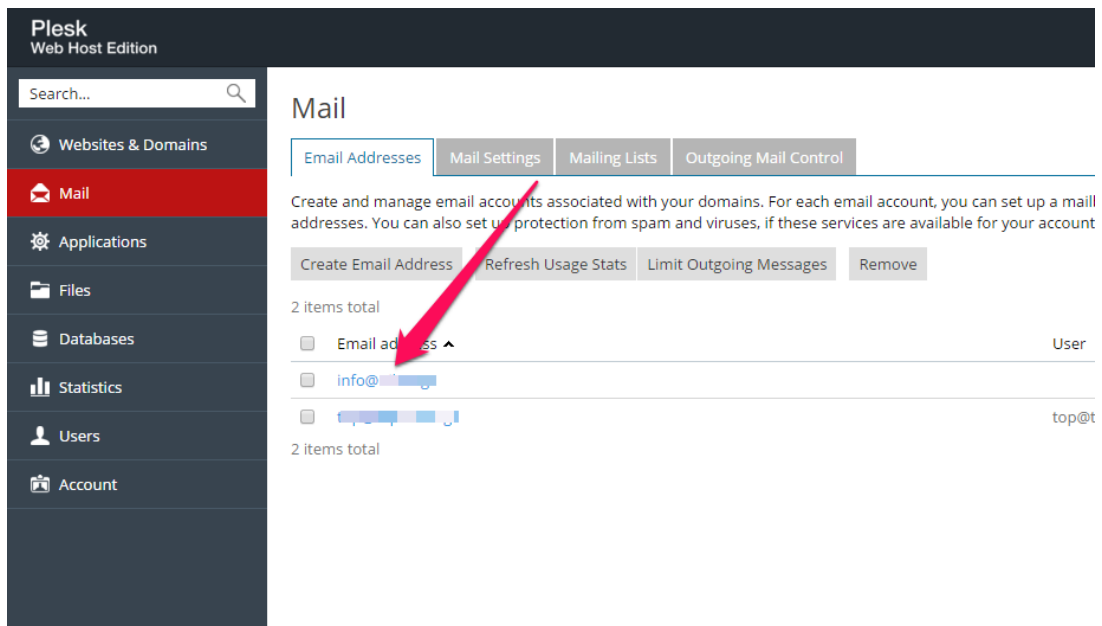 Plesk
Web Host Edition
Search...
Websites & Domains
Mail
Applications
Files
Databases
Statistics
Users
Account
Mail
Email Addresses
Mail Settings
Mailing Lists
Outgoing Mail Control
Create and manage email accounts associated with your domains. For each email account, you can set up a mail
addresses. You can also set up protection from spam and viruses, if these services are available for your account
Create Email Address Refresh Usage Stats Limit Outgoing Messages Remove
2 items total
Email address User
info@
top@t
2 items total